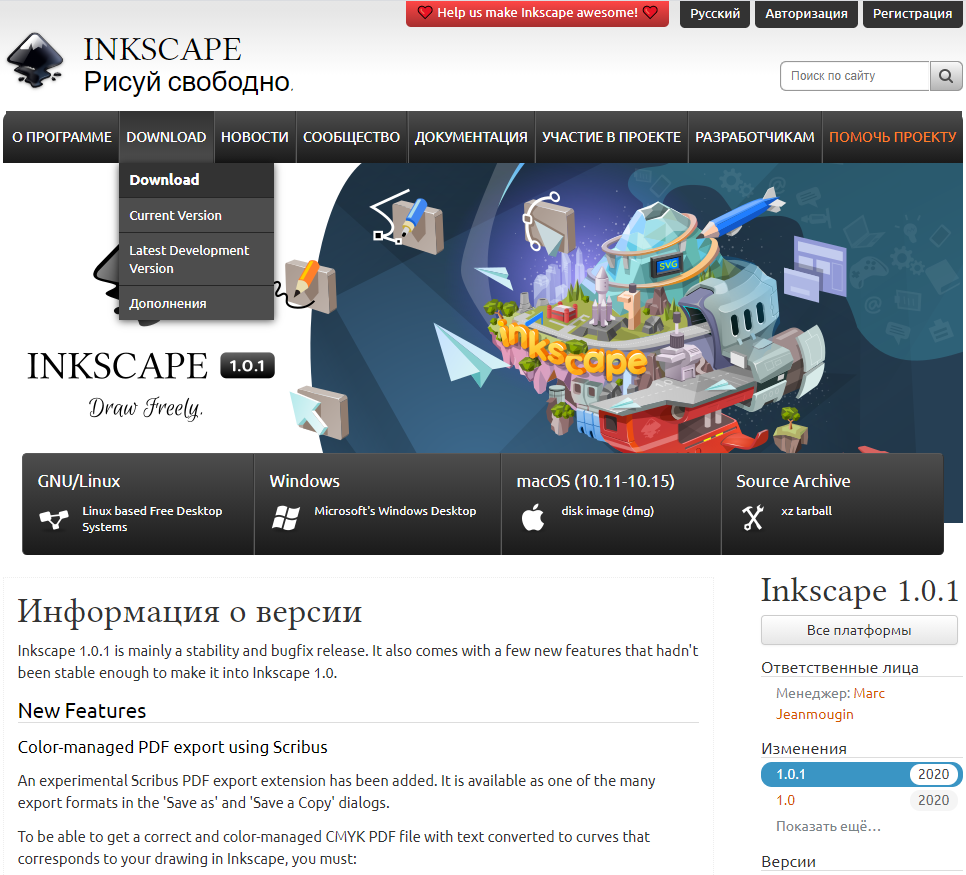 Help us make Inkscape awesome!
Русский
Авторизация
Регистрация
INKSCAPE
Рисуй свободно.
Поиск по сайту
О ПРОГРАММЕ
DOWNLOAD
НОВОСТИ
СООБЩЕСТВО
ДОКУМЕНТАЦИЯ
УЧАСТИЕ В ПРОЕКТЕ
РАЗРАБОТЧИКАМ
ПОМОЧЬ ПРОЕКТУ
Download
Current Version
Latest Development
Version
Дополнения
SVG
inkscape
INKSCAPE 1.0.1
Draw Freely.
GNU/Linux
Linux based Free Desktop
Systems
Windows
Microsoft's Windows Desktop
macOS (10.11-10.15)
disk image (dmg)
Source Archive
xz tarball
Информация о версии
Inkscape 1.0.1 is mainly a stability and bugfix release. It also comes with a few new features that hadn't
been stable enough to make it into Inkscape 1.0.
New Features
Color-managed PDF export using Scribus
An experimental Scribus PDF export extension has been added. It is available as one of the many
export formats in the 'Save as' and 'Save a Copy' dialogs.
To be able to get a correct and color-managed CMYK PDF file with text converted to curves that
corresponds to your drawing in Inkscape, you must:
Inkscape 1.0.1
Все платформы
Ответственные лица
Менеджер: Marc
Jeanmougin
Изменения
1.0.1 2020
1.0 2020
Показать ещё…
Версии